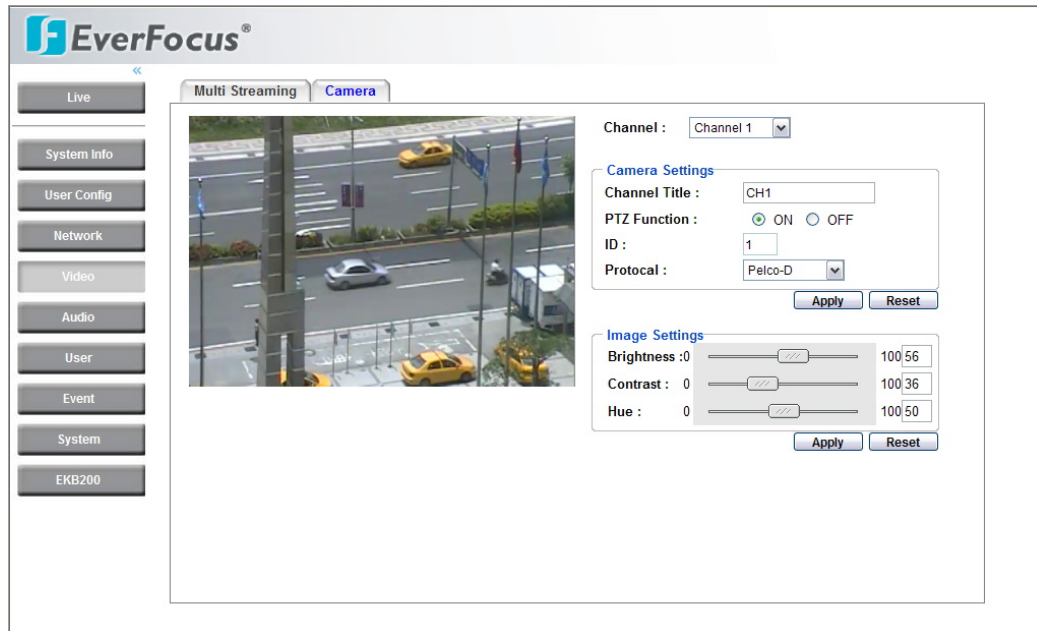 EverFocus®
«
Live
System Info
User Config
Network
Video
Audio
User
Event
System
EKB200
Multi Streaming
Camera
Channel : Channel 1
Camera Settings
Channel Title : CH1
PTZ Function : ON OFF
ID : 1
Protocal : Pelco-D
Apply Reset
Image Settings
Brightness :0 100 56
Contrast : 0 100 36
Hue : 0 100 50
Apply Reset